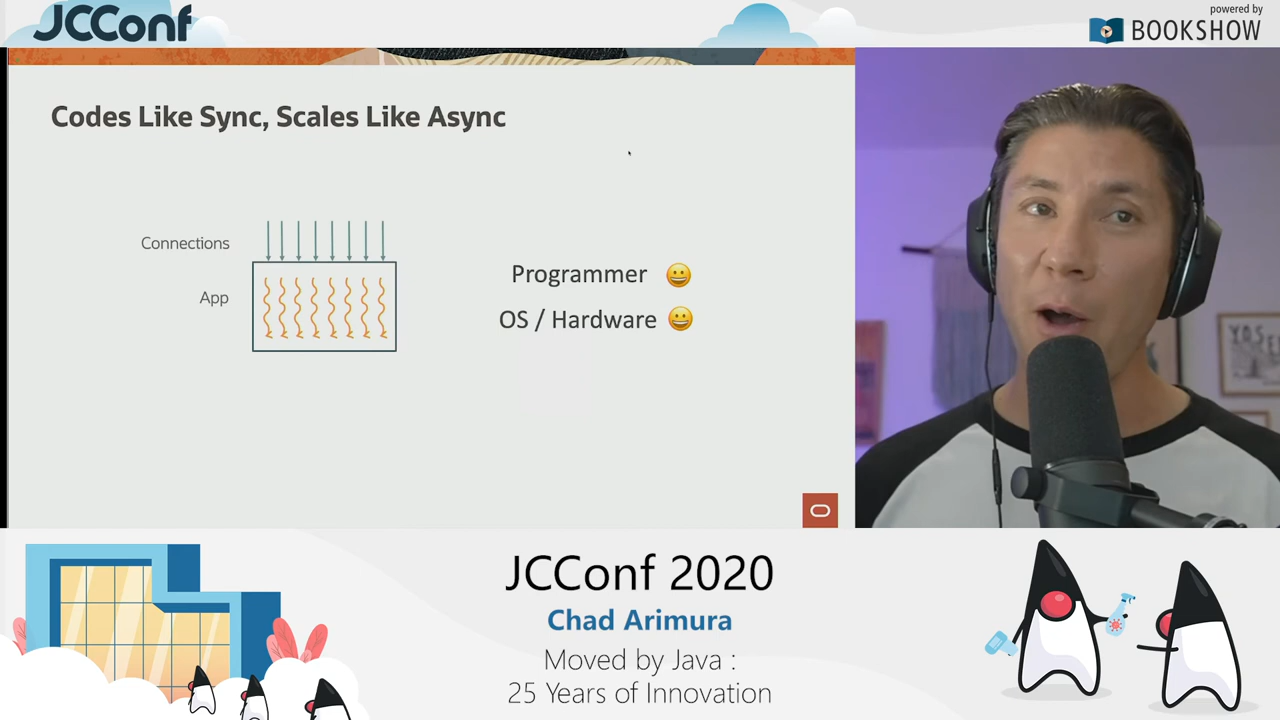 JCConf
powered by
BOOKSHOW
Codes Like Sync, Scales Like Async
Connections
App
Programmer 😀
OS / Hardware 😀
JCConf 2020
Chad Arimura
Moved by Java :
25 Years of Innovation